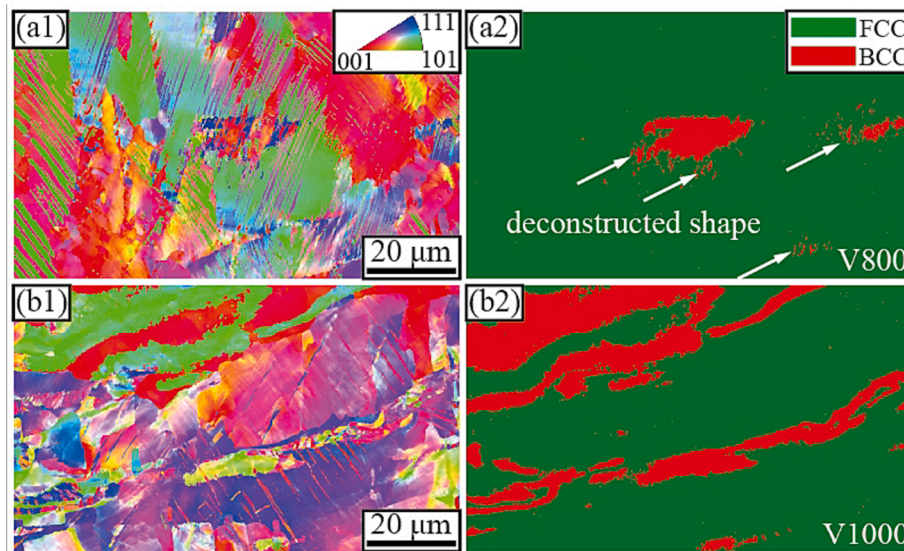 (a1)
111
001
101
20 µm
(a2)
FCC
BCC
deconstructed shape
V800
(b1)
20 µm
(b2)
V1000